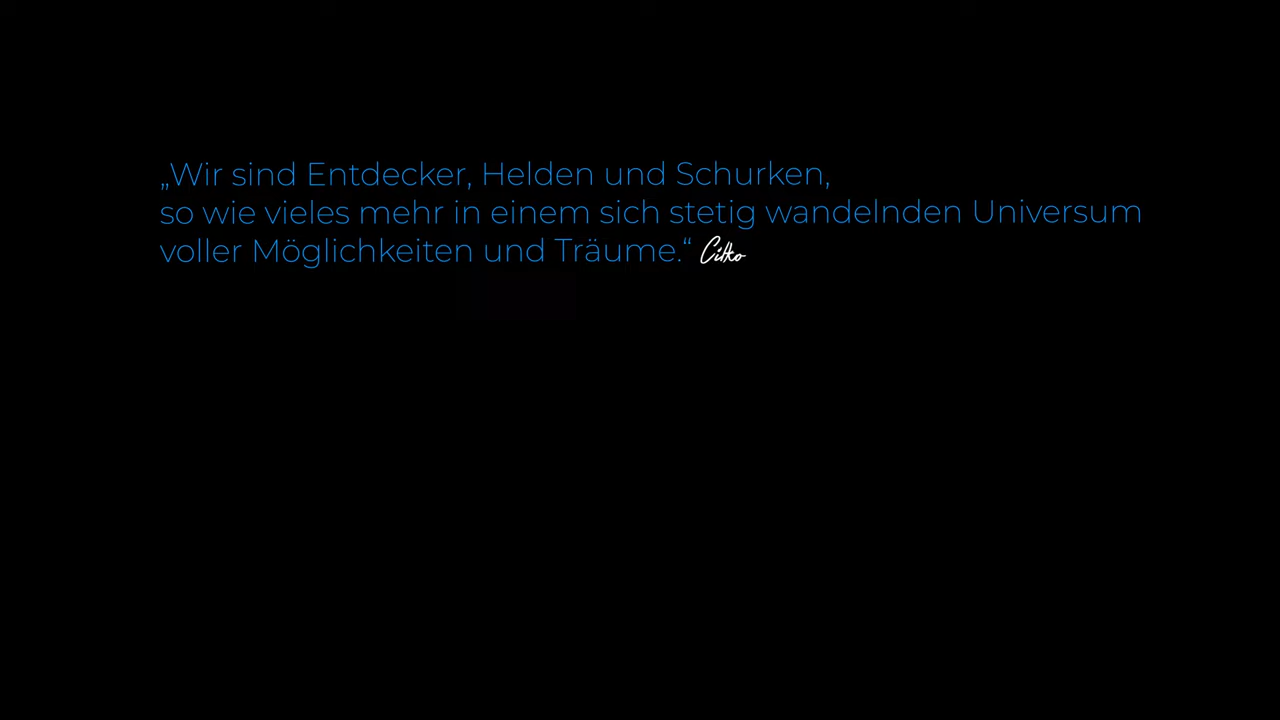 „Wir sind Entdecker, Helden und Schurken,
so wie vieles mehr in einem sich stetig wandelnden Universum
voller Möglichkeiten und Träume.“ Citko